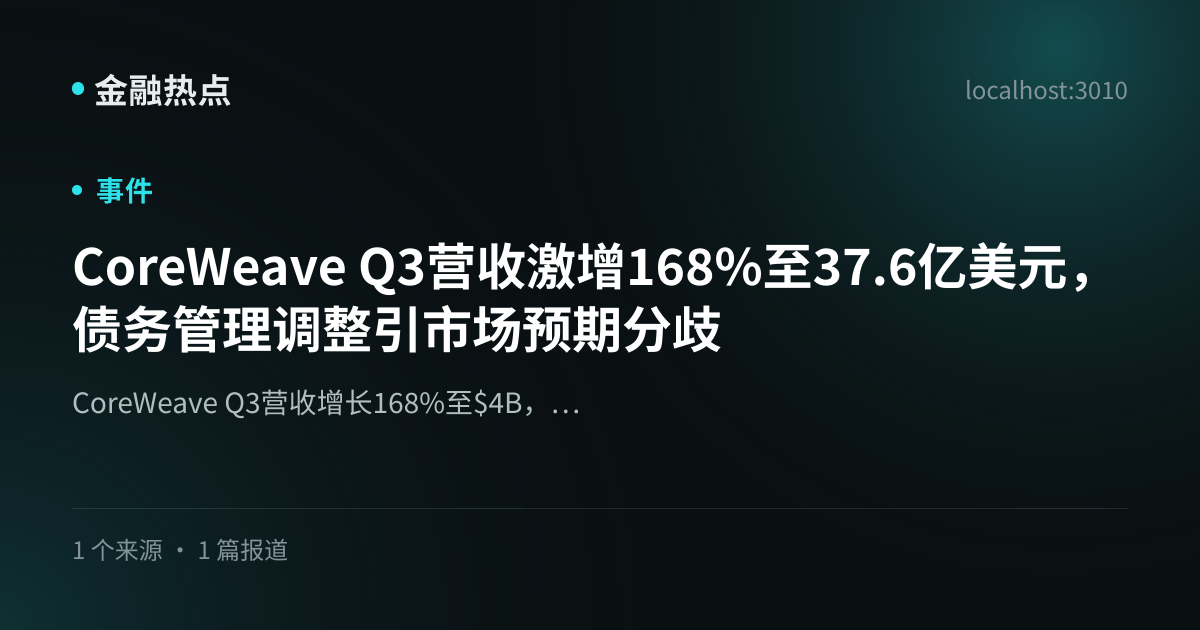 金融热点
localhost:3010
事件
CoreWeave Q3营收激增168%至37.6亿美元，
债务管理调整引市场预期分歧
CoreWeave Q3营收增长168%至$4B，…
1 个来源 · 1 篇报道